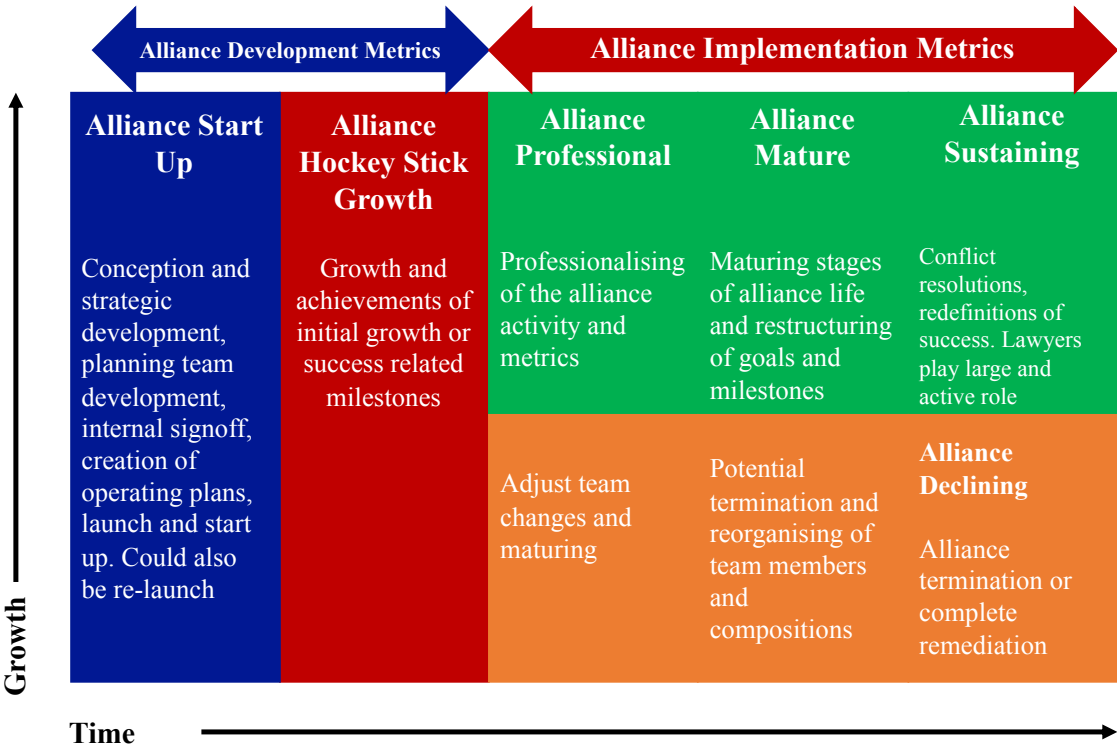 Alliance Development Metrics
Alliance Implementation Metrics
Alliance Start
Up
Conception and
strategic
development,
planning team
development,
internal signoff,
creation of
operating plans,
launch and start
up. Could also
be re-launch
Alliance
Hockey Stick
Growth
Growth and
achievements of
initial growth or
success related
milestones
Alliance
Professional
Professionalising
of the alliance
activity and
metrics
Adjust team
changes and
maturing
Alliance
Mature
Maturing stages
of alliance life
and restructuring
of goals and
milestones
Potential
termination and
reorganising of
team members
and
compositions
Alliance
Sustaining
Conflict
resolutions,
redefinitions of
success. Lawyers
play large and
active role
Alliance
Declining
Alliance
termination or
complete
remediation
Growth
Time